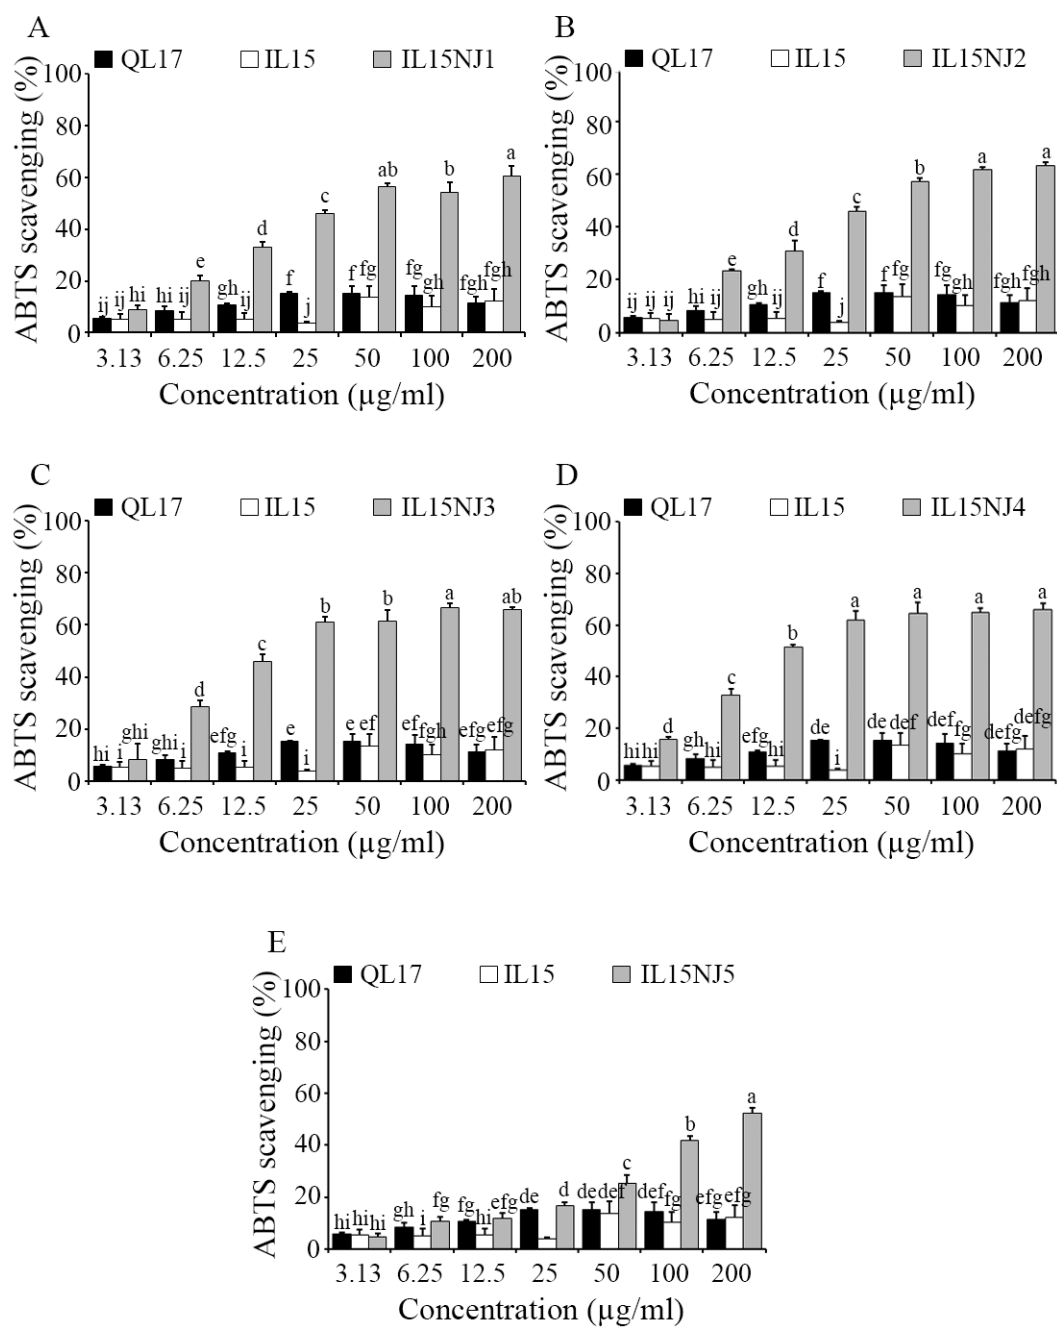 A
QL17 IL15 IL15NJ1
ABTS scavenging (%)
100
80
60
40
20
0
ij ij hi hi ij e gh ij d f j c f fg ab fg gh b fgh fgh a
3.13 6.25 12.5 25 50 100 200
Concentration (µg/ml)
B
QL17 IL15 IL15NJ2
ABTS scavenging (%)
100
80
60
40
20
0
ij ij ij hi ij e gh ij d f j c f fg b fg gh a fgh fgh a
3.13 6.25 12.5 25 50 100 200
Concentration (µg/ml)
C
QL17 IL15 IL15NJ3
ABTS scavenging (%)
100
80
60
40
20
0
hi i ghi ghi i d efg i c e i b e ef b ef fgh a efg efg ab
3.13 6.25 12.5 25 50 100 200
Concentration (µg/ml)
D
QL17 IL15 IL15NJ4
ABTS scavenging (%)
100
80
60
40
20
0
hi hi d gh hi c efg hi b de i a de def a def fg a defg defg a
3.13 6.25 12.5 25 50 100 200
Concentration (µg/ml)
E
QL17 IL15 IL15NJ5
ABTS scavenging (%)
100
80
60
40
20
0
hi hi hi gh i fg fg hi efg de d de def c def fg b efg efg a
3.13 6.25 12.5 25 50 100 200
Concentration (µg/ml)